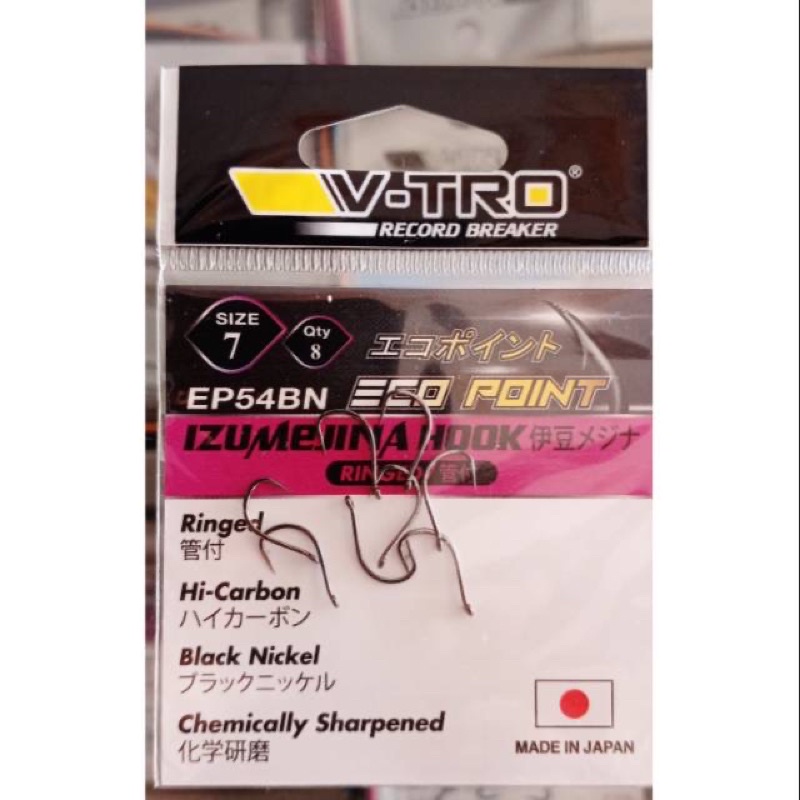 V-TRO®
RECORD BREAKER
SIZE
7
Qty
8
エコポイント
EP54BN ECO POINT
IZUMEJINA HOOK 伊豆メジナ
RINGED 管付
Ringed
管付
Hi-Carbon
ハイカーボン
Black Nickel
ブラックニッケル
Chemically Sharpened
化学研磨
MADE IN JAPAN